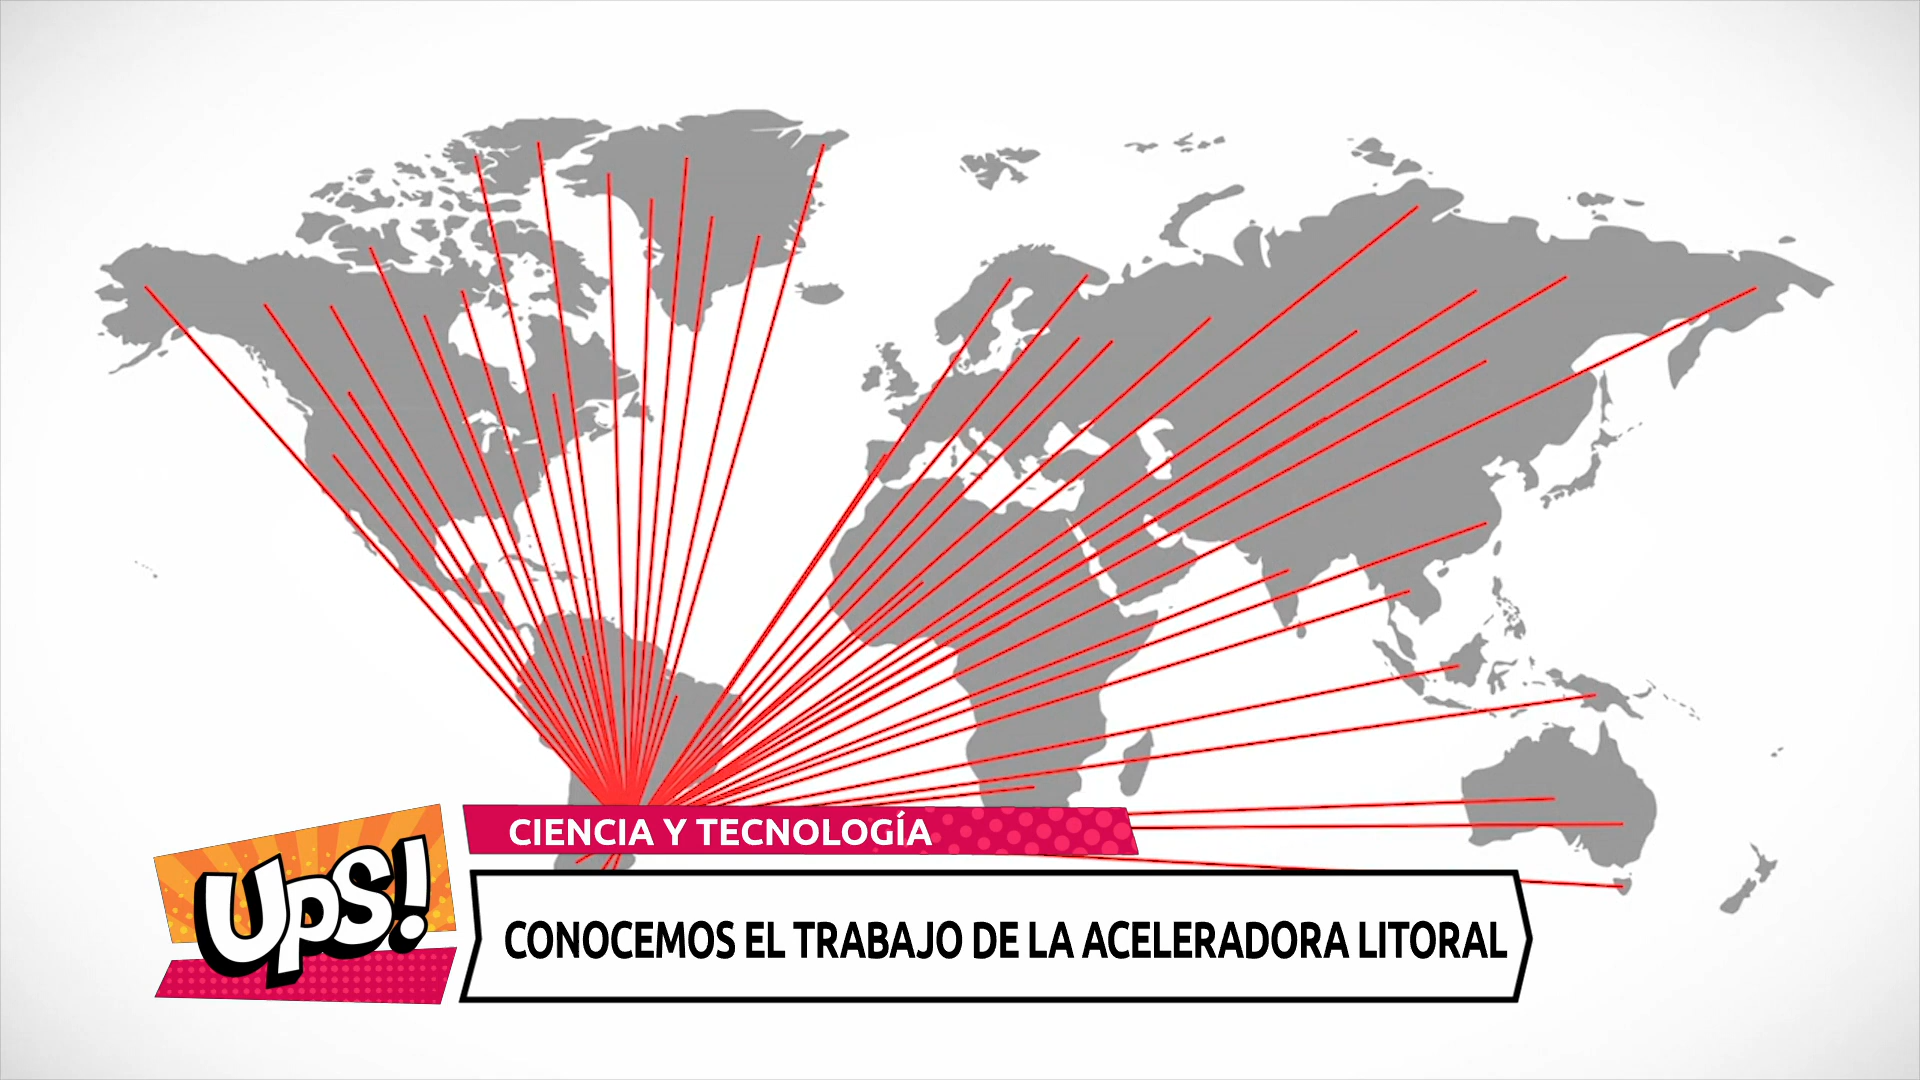 CIENCIA Y TECNOLOGÍA
UPS!
CONOCEMOS EL TRABAJO DE LA ACELERADORA LITORAL